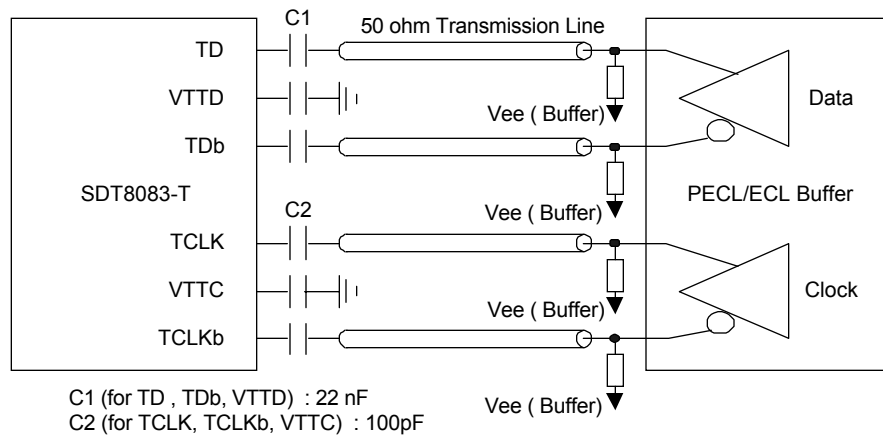 C1
50 ohm Transmission Line
TD
VTTD
Vee ( Buffer)
Data
TDb
SDT8083-T
PECL/ECL Buffer
C2
Vee ( Buffer)
TCLK
VTTC
Vee ( Buffer)
Clock
TCLKb
C1 (for TD , TDb, VTTD) : 22 nF
Vee ( Buffer)
C2 (for TCLK, TCLKb, VTTC) : 100pF